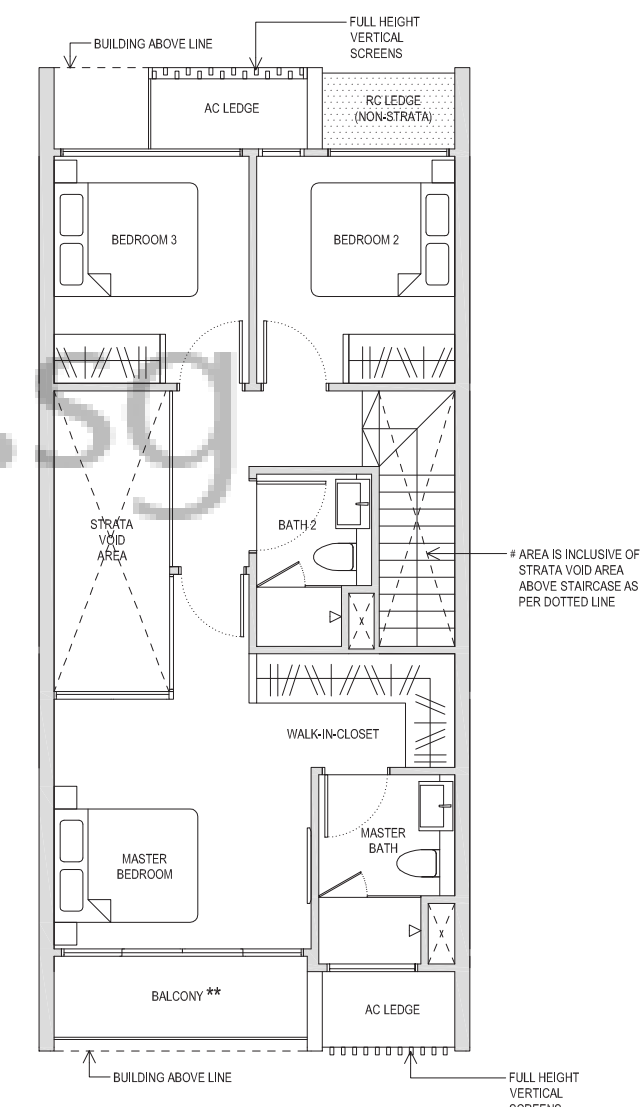 FULL HEIGHT
VERTICAL
SCREENS
BUILDING ABOVE LINE
AC LEDGE
RC LEDGE
(NON-STRATA)
BEDROOM 3
BEDROOM 2
.sg
STRATA
VOID
AREA
BATH 2
# AREA IS INCLUSIVE OF
STRATA VOID AREA
ABOVE STAIRCASE AS
PER DOTTED LINE
WALK-IN-CLOSET
MASTER
BATH
MASTER
BEDROOM
BALCONY **
AC LEDGE
BUILDING ABOVE LINE
FULL HEIGHT
VERTICAL
SCREENS